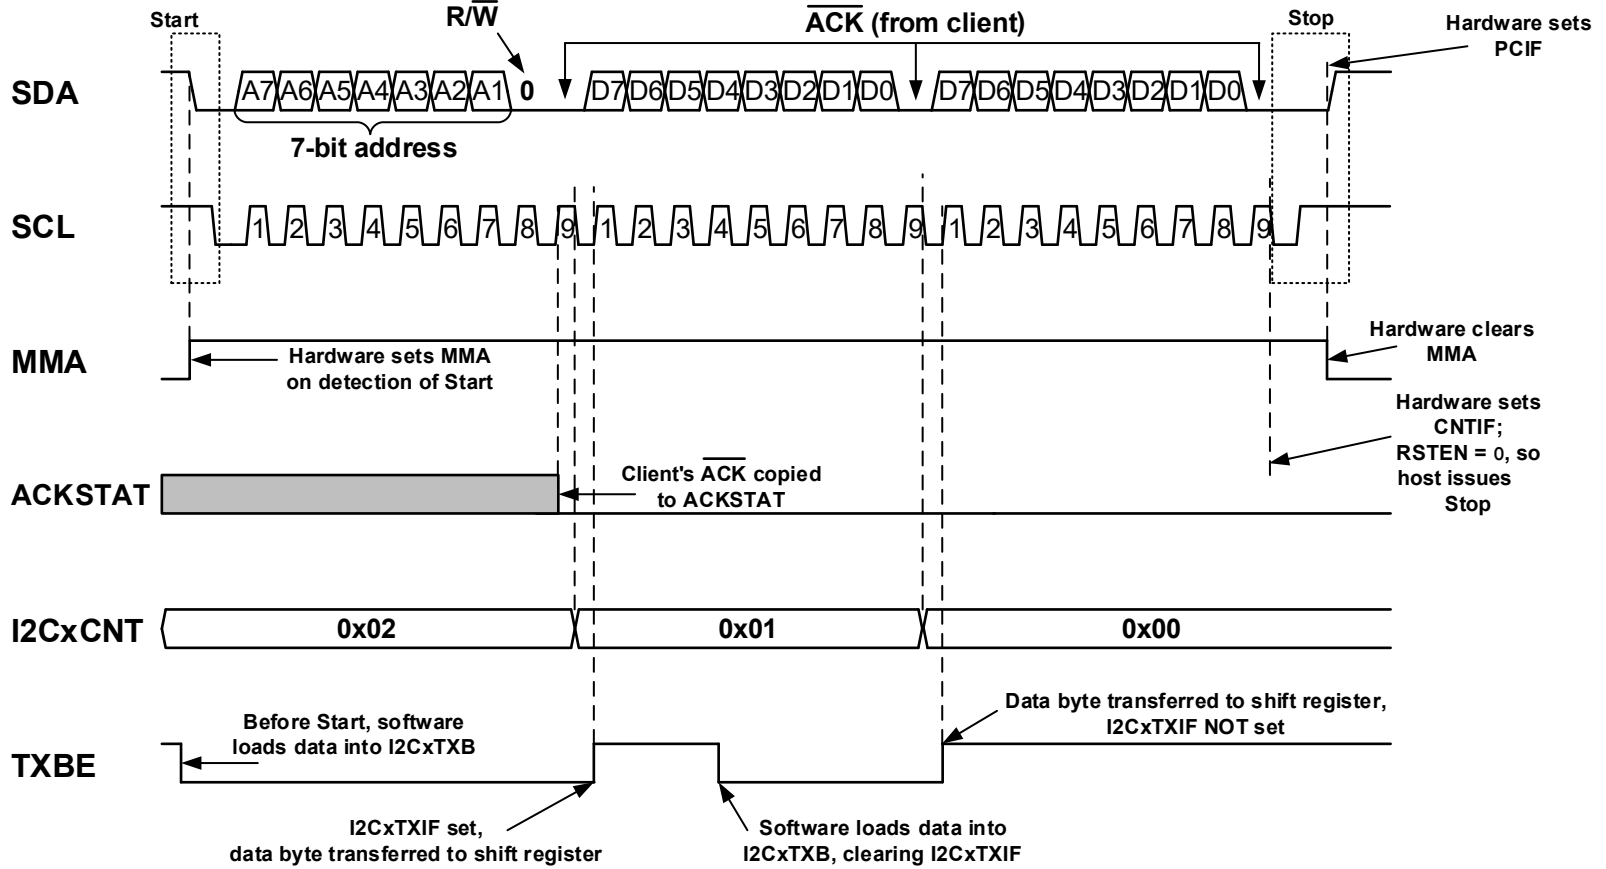 Start
R/W
ACK (from client)
Stop
Hardware sets
PCIF
SDA
A7 A6 A5 A4 A3 A2 A1 0 D7 D6 D5 D4 D3 D2 D1 D0 D7 D6 D5 D4 D3 D2 D1 D0
7-bit address
SCL
1 2 3 4 5 6 7 8 9 1 2 3 4 5 6 7 8 9 1 2 3 4 5 6 7 8 9
MMA
Hardware sets MMA
on detection of Start
Hardware clears
MMA
Hardware sets
CNTIF;
RSTEN = 0, so
host issues
Stop
ACKSTAT
Client's ACK copied
to ACKSTAT
I2CxCNT
0x02 0x01 0x00
TXBE
Before Start, software
loads data into I2CxTXB
Data byte transferred to shift register,
I2CxTXIF NOT set
I2CxTXIF set,
data byte transferred to shift register
Software loads data into
I2CxTXB, clearing I2CxTXIF